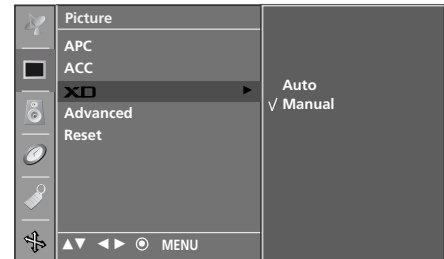 Picture
APC
ACC
XD ►
Advanced
Reset
▲▼ ◄► ◉ MENU
Auto
√ Manual